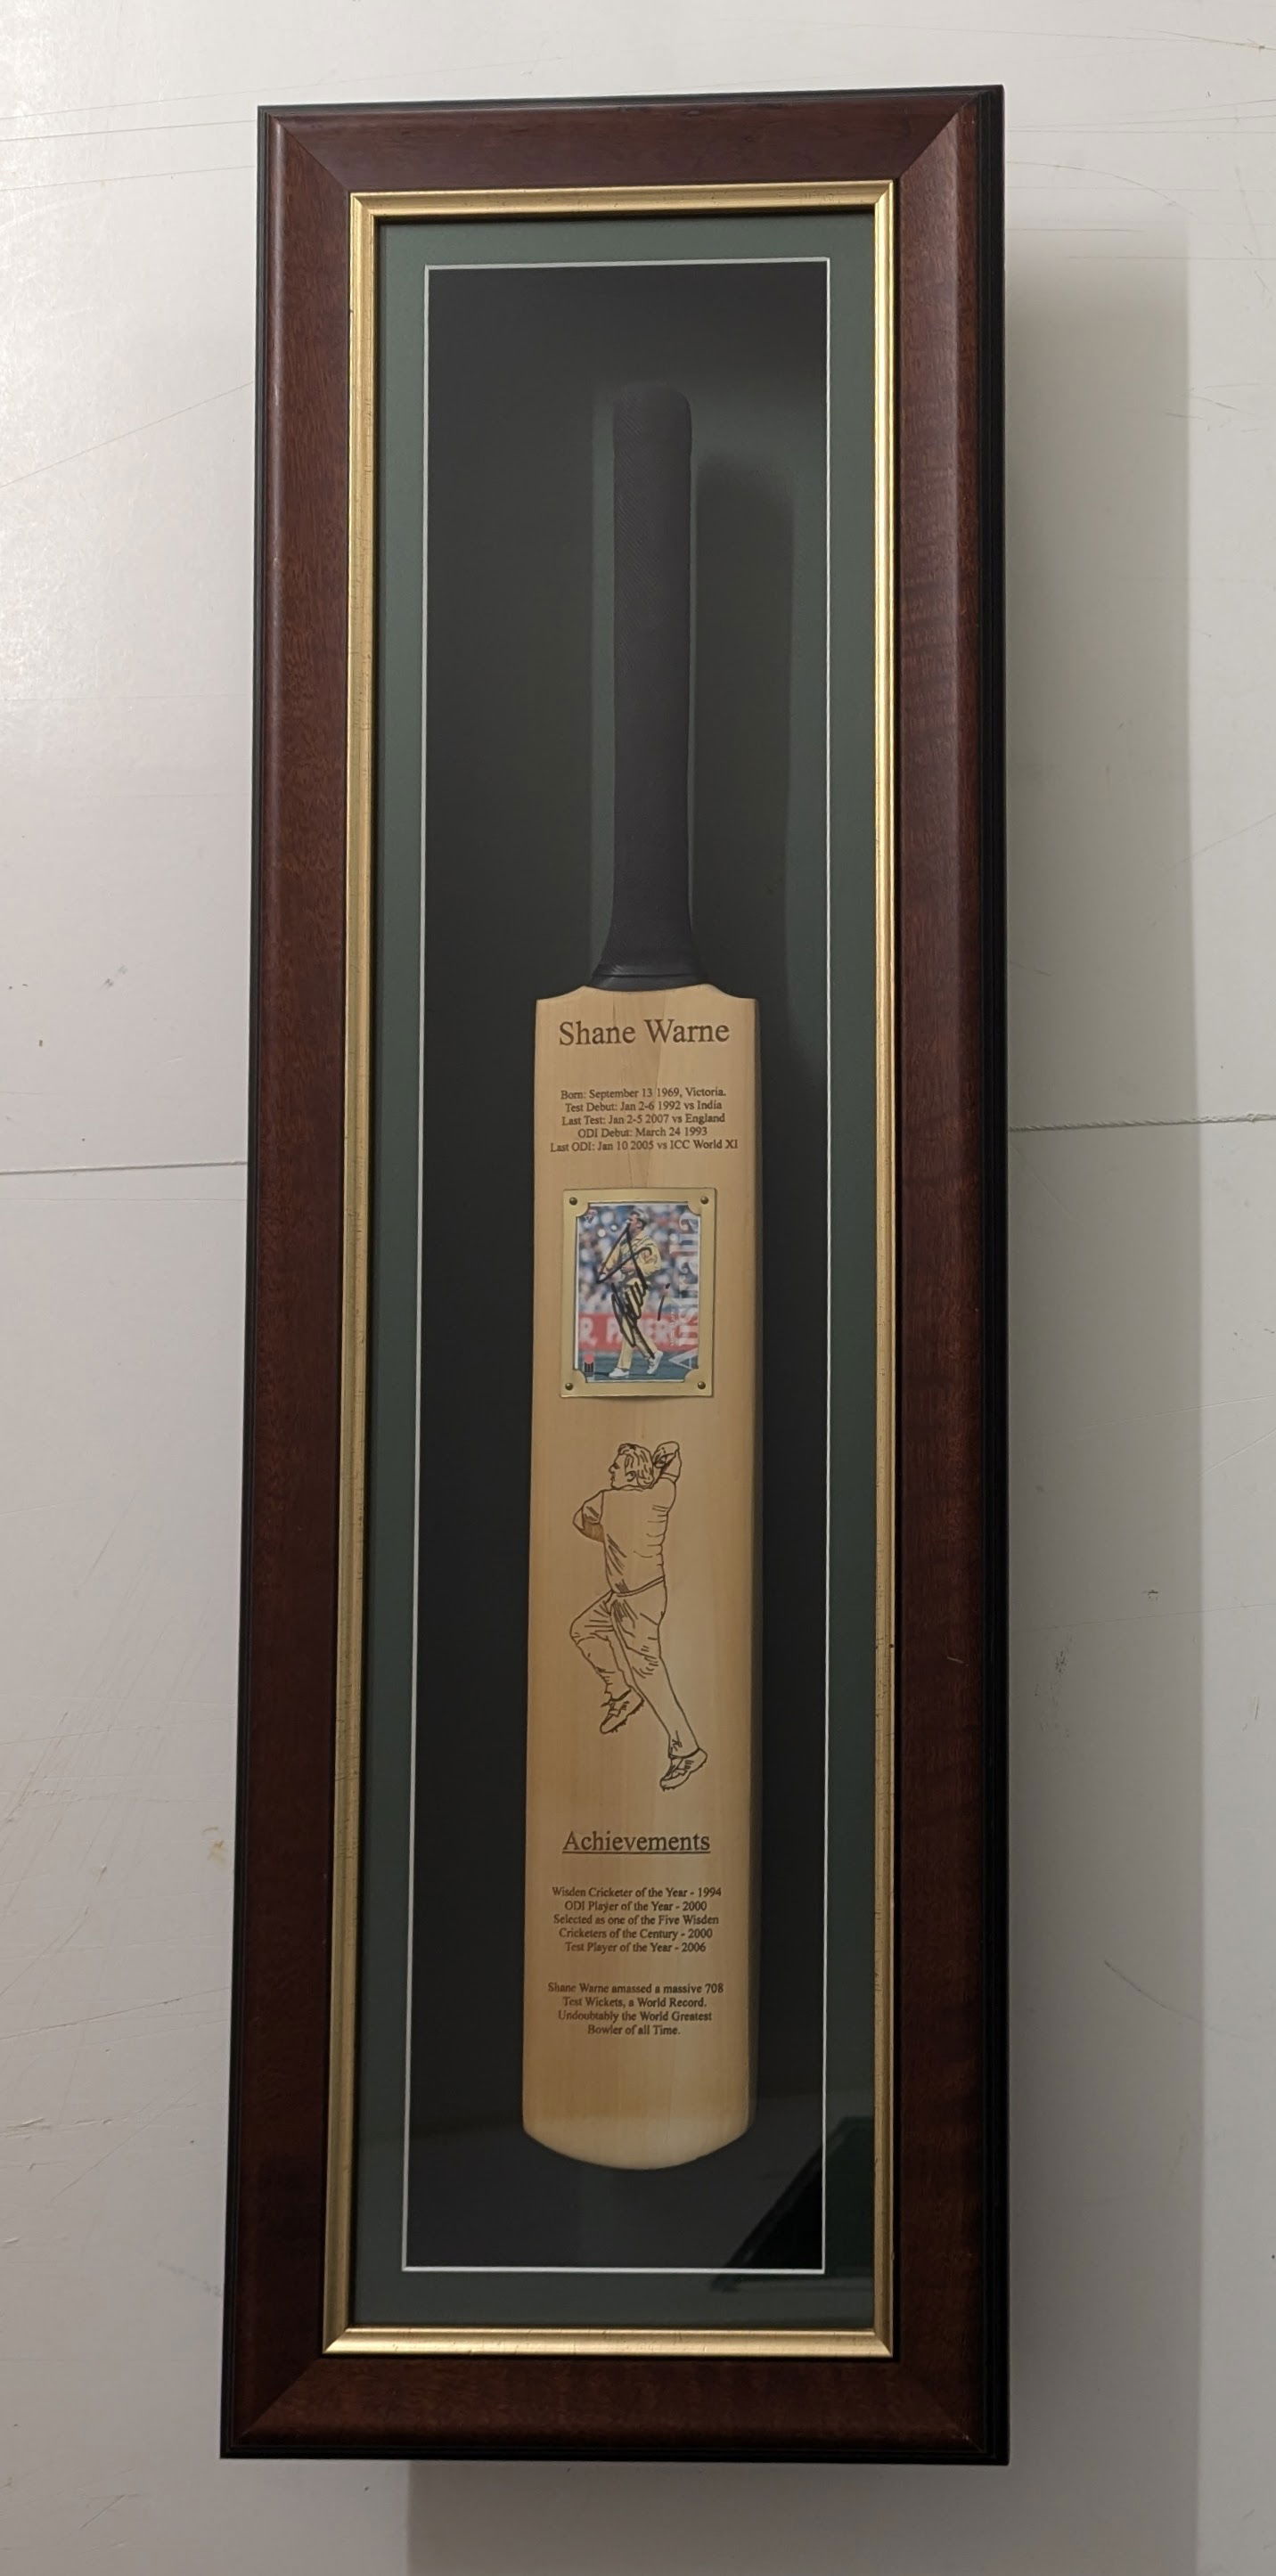 Shane Warne
Born: September 13 1969, Victoria.
Test Debut: Jan 2-6 1992 vs India
Last Test: Jan 2-5 2007 vs England
ODI Debut: March 24 1993
Last ODI: Jan 10 2005 vs ICC World XI
Australia
Achievements
Wisden Cricketer of the Year - 1994
ODI Player of the Year - 2000
Selected as one of the Five Wisden
Cricketers of the Century - 2000
Test Player of the Year - 2006
Shane Warne amassed a massive 708
Test Wickets, a World Record.
Undoubtably the World Greatest
Bowler of all Time.